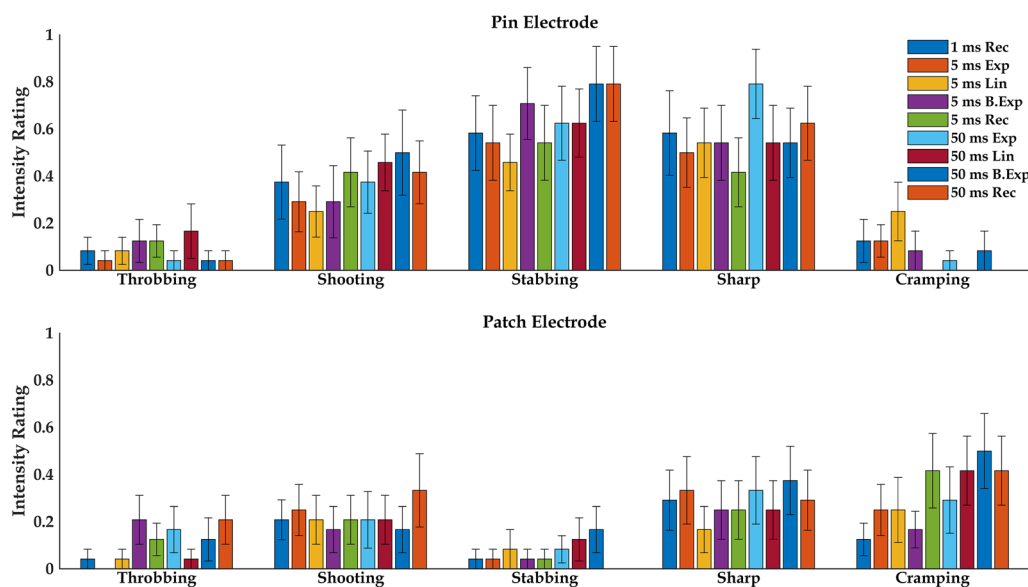 Pin Electrode
1
0.8
0.6
0.4
0.2
0
Intensity Rating
1 ms Rec
5 ms Exp
5 ms Lin
5 ms B.Exp
5 ms Rec
50 ms Exp
50 ms Lin
50 ms B.Exp
50 ms Rec
Throbbing Shooting Stabbing Sharp Cramping
Patch Electrode
1
0.8
0.6
0.4
0.2
0
Intensity Rating
Throbbing Shooting Stabbing Sharp Cramping